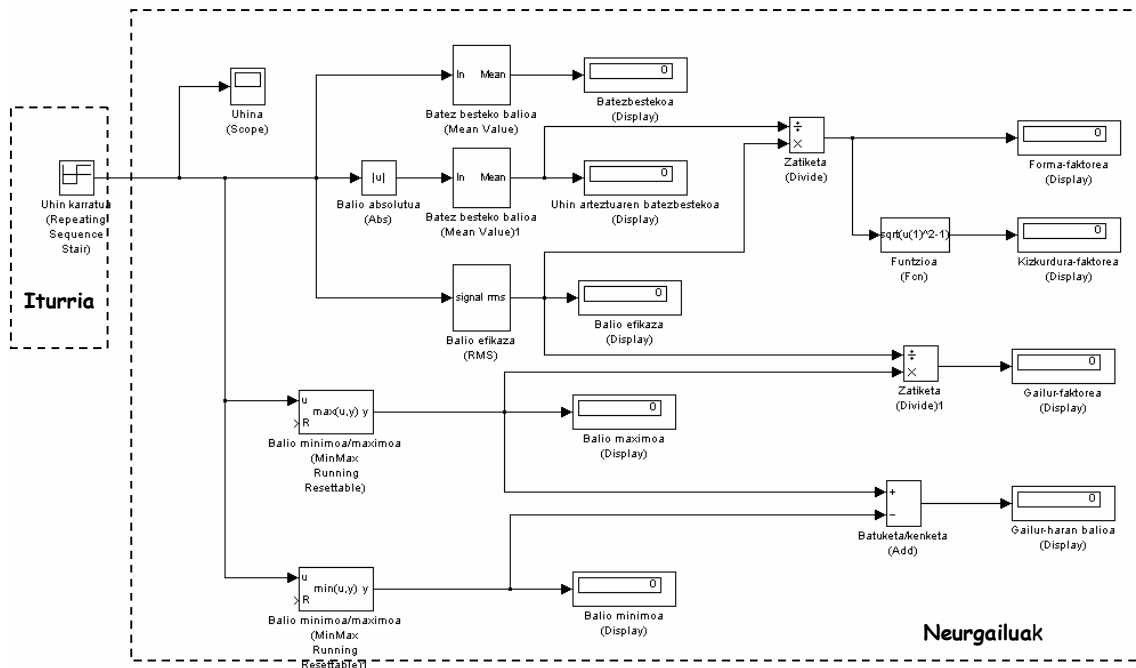 Uhina
(Scope)
In Mean
Batez besteko balioa
(Mean Value)
0
Batezbestekoa
(Display)
÷
×
Zatiketa
(Divide)
0
Forma-faktorea
(Display)
Uhin karratua
(Repeating
Sequence
Stair)
Iturria
|u|
Balio absolutua
(Abs)
In Mean
Batez besteko balioa
(Mean Value)1
0
Uhin arteztuaren batezbestekoa
(Display)
sqrt(u(1)^2-1)
Funtzioa
(Fcn)
0
Kizkurdura-faktorea
(Display)
signal rms
Balio efikaza
(RMS)
0
Balio efikaza
(Display)
÷
×
Zatiketa
(Divide)1
0
Gailur-faktorea
(Display)
u
R
max(u,y) y
Balio minimoa/maximoa
(MinMax
Running
Resettable)
0
Balio maximoa
(Display)
+
−
Batuketa/kenketa
(Add)
0
Gailur-haran balioa
(Display)
u
R
min(u,y) y
Balio minimoa/maximoa
(MinMax
Running
Resettable)1
0
Balio minimoa
(Display)
Neurgailuak